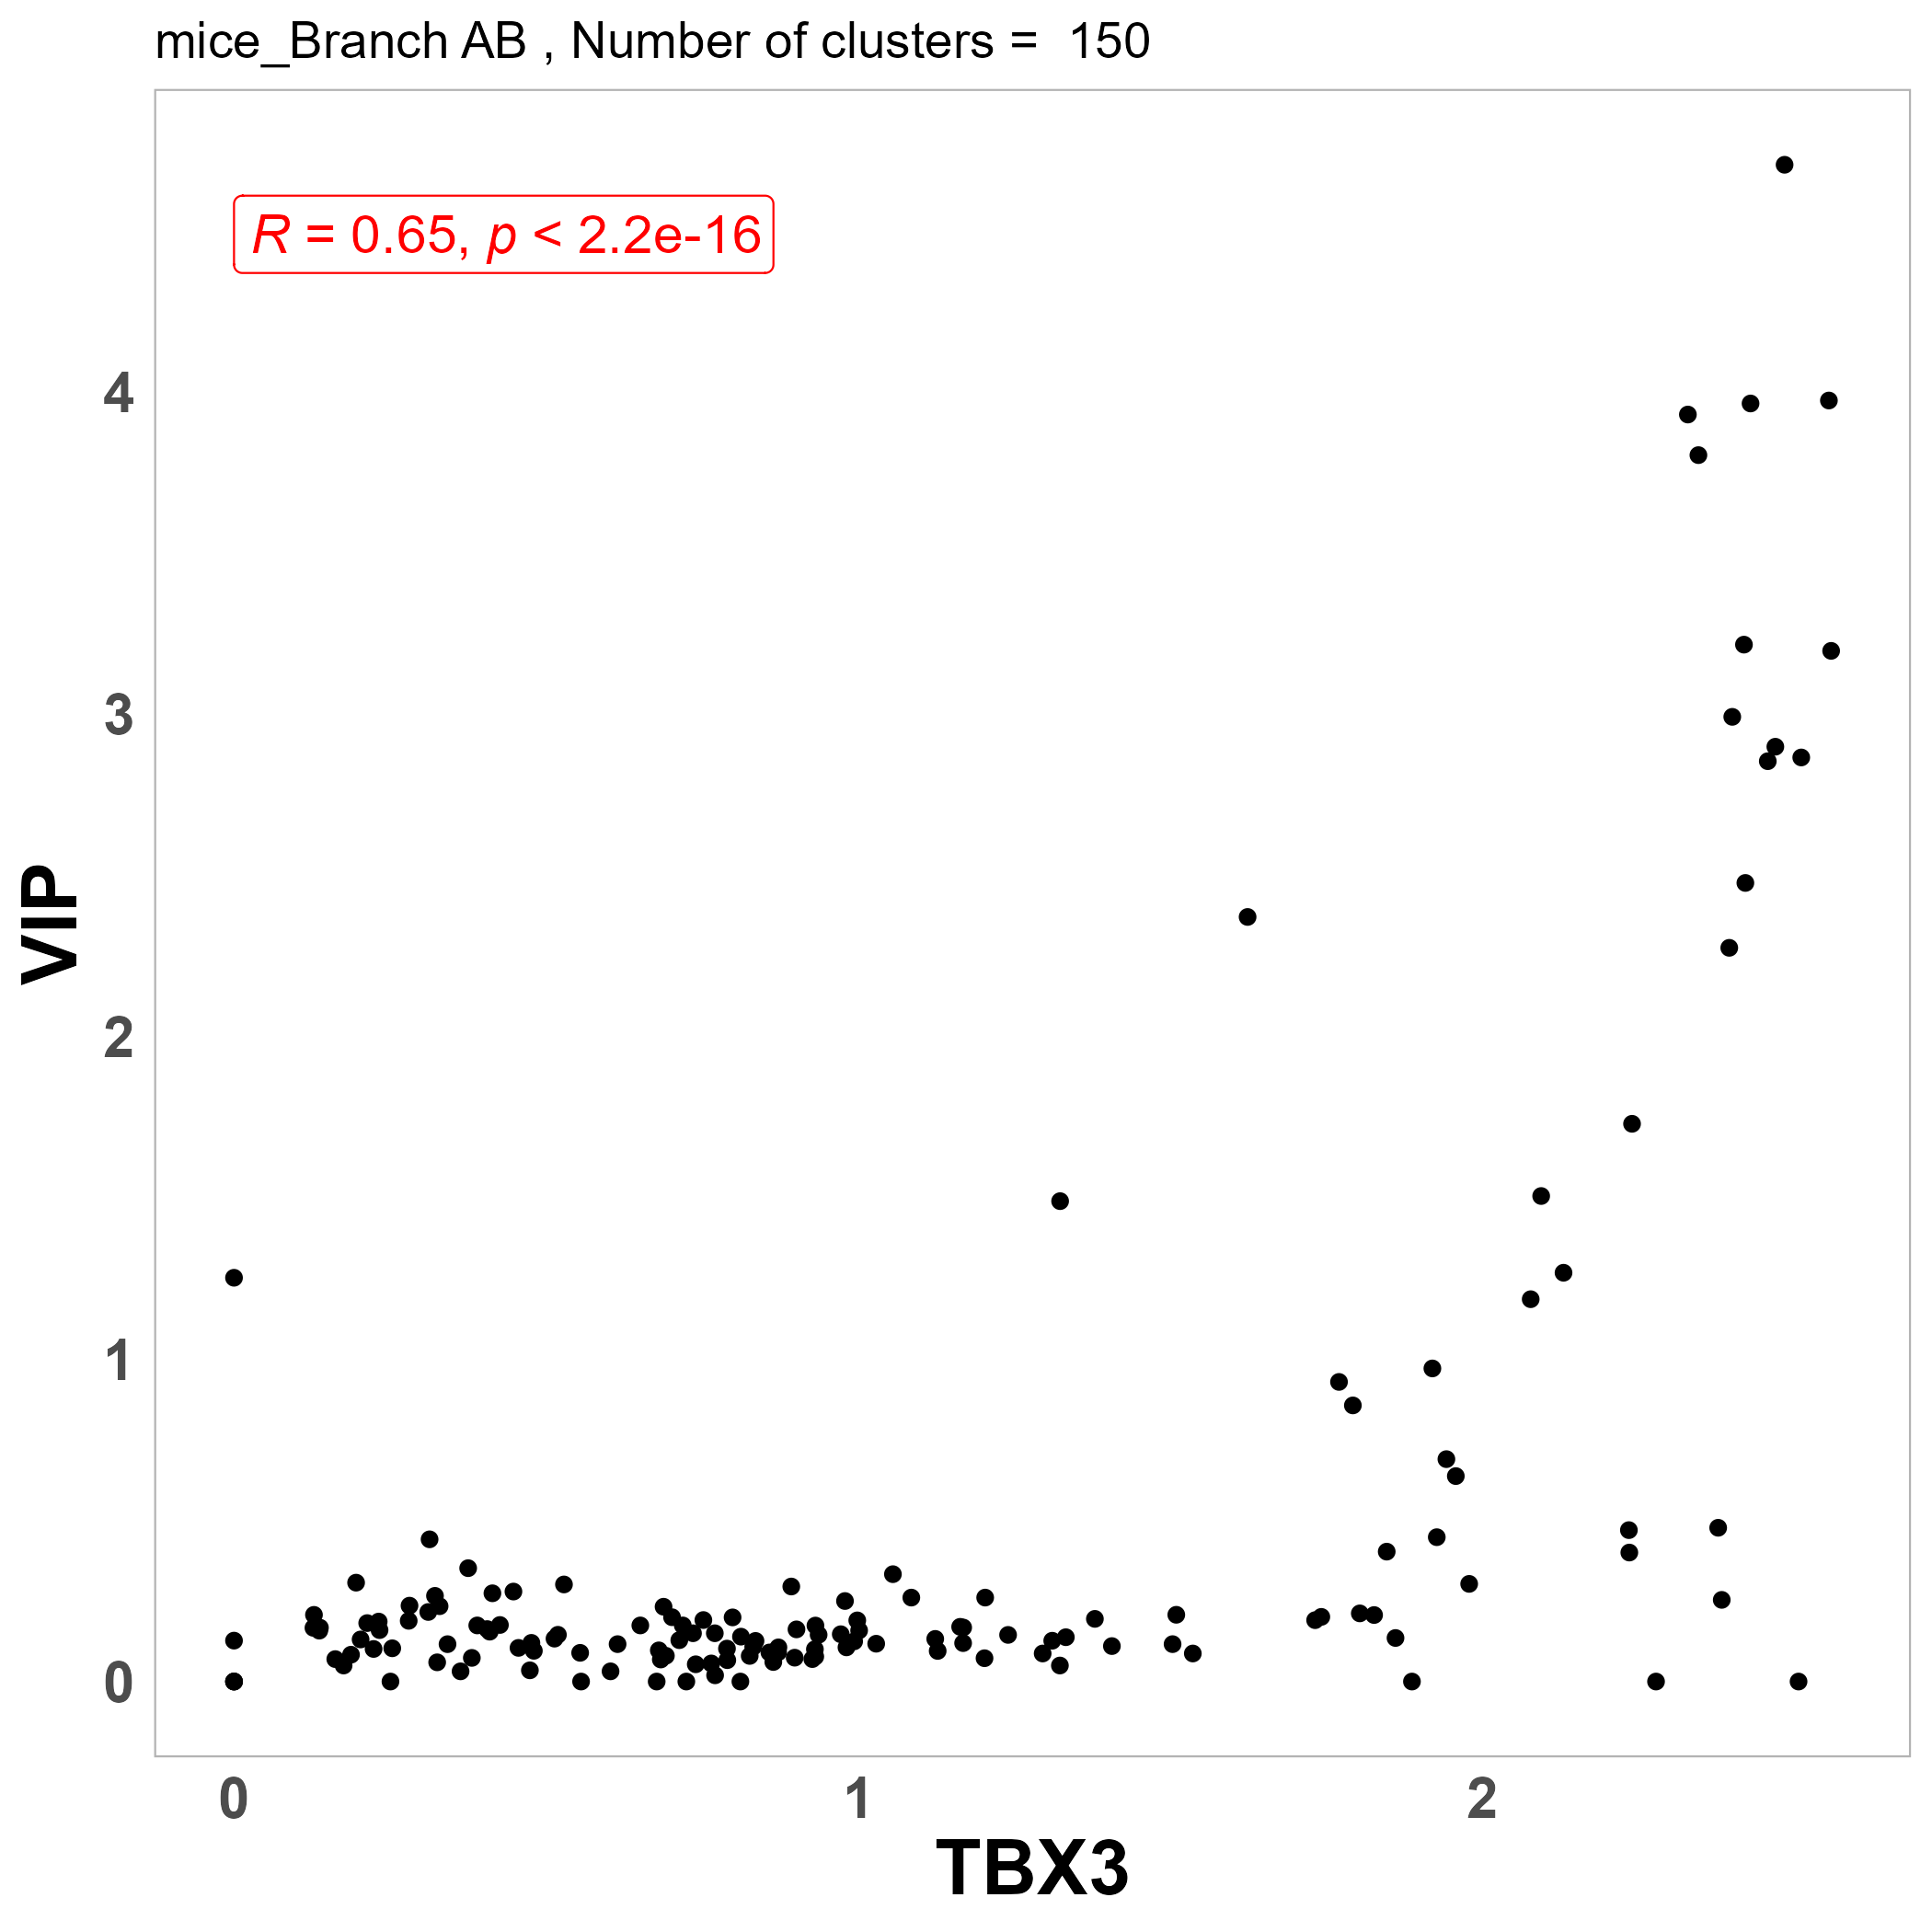 mice_Branch AB , Number of clusters =  150
R = 0.65, p < 2.2e-16
4
3
2
1
0
VIP
0 1 2
TBX3